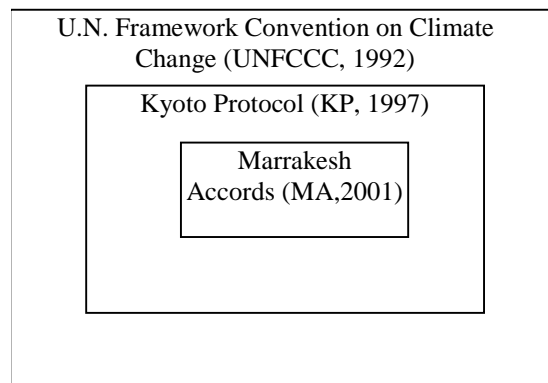 U.N. Framework Convention on Climate
Change (UNFCCC, 1992)
Kyoto Protocol (KP, 1997)
Marrakesh
Accords (MA,2001)